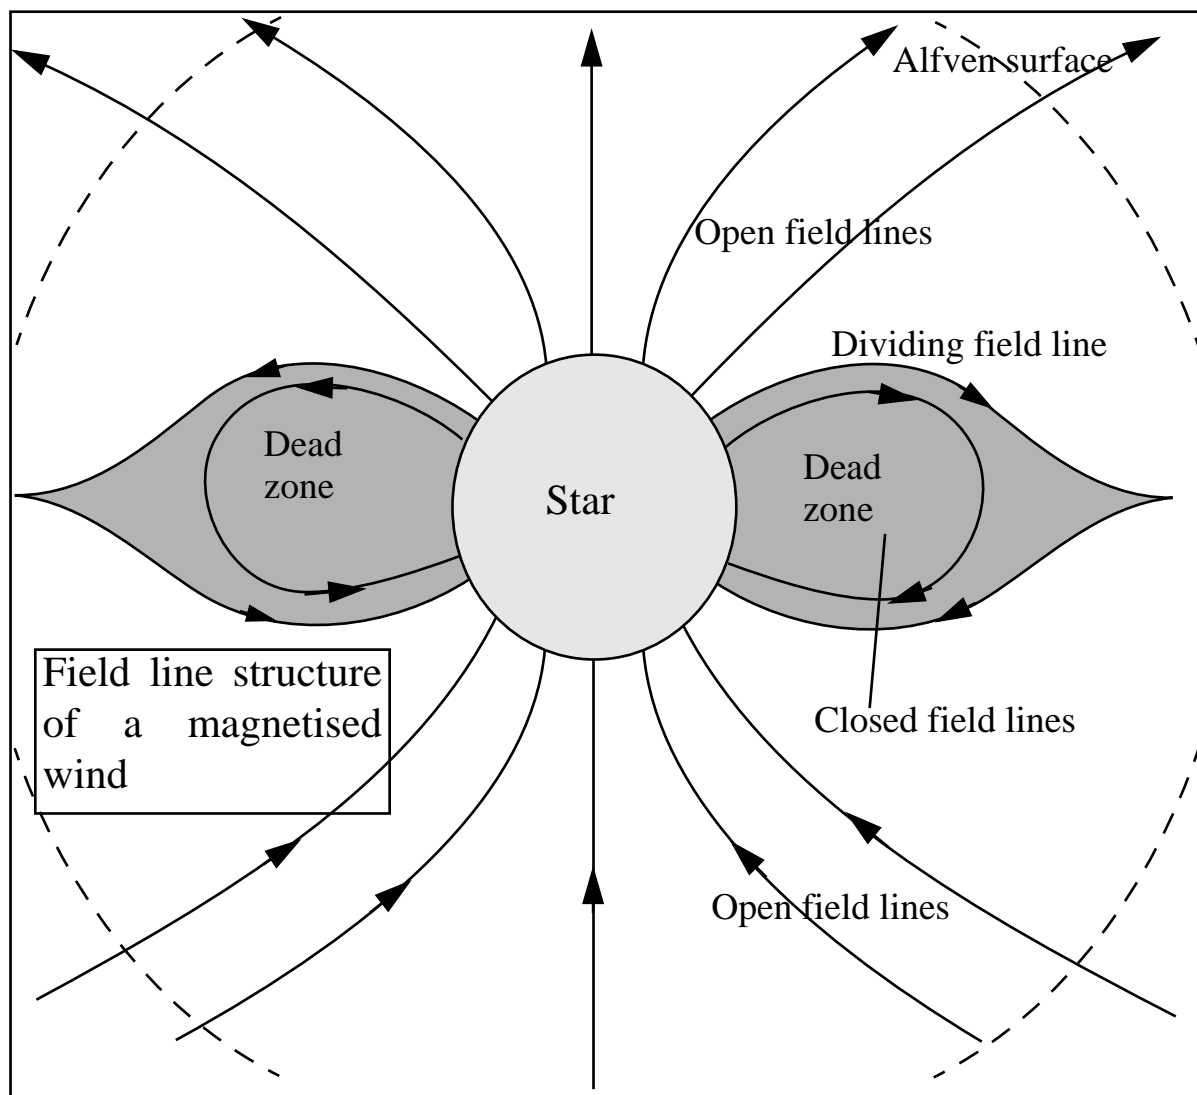 Alfven surface
Open field lines
Dividing field line
Dead
zone
Star
Dead
zone
Field line structure
of a magnetised
wind
Closed field lines
Open field lines